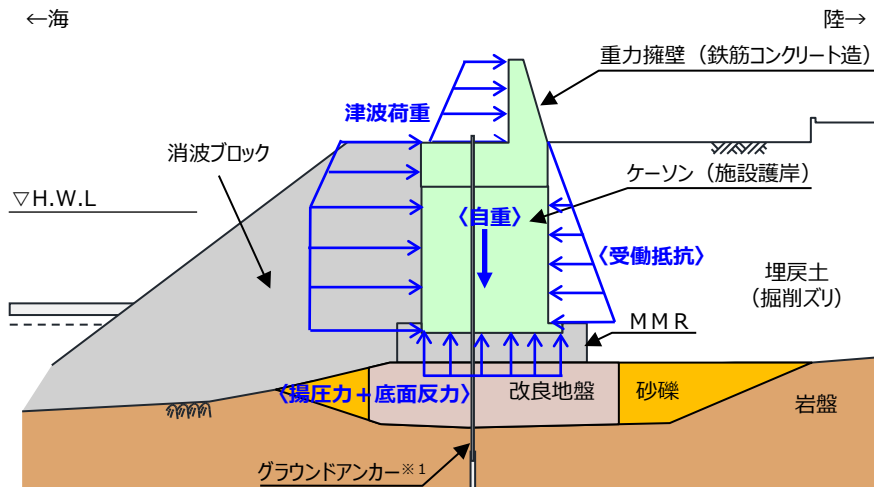 ←海
陸→
重力擁壁（鉄筋コンクリート造）
津波荷重
消波ブロック
ケーソン（施設護岸）
▽H.W.L
〈自重〉
〈受働抵抗〉
埋戻土
（掘削ズリ）
MMR
〈揚圧力＋底面反力〉
改良地盤
砂礫
岩盤
グラウンドアンカー※１